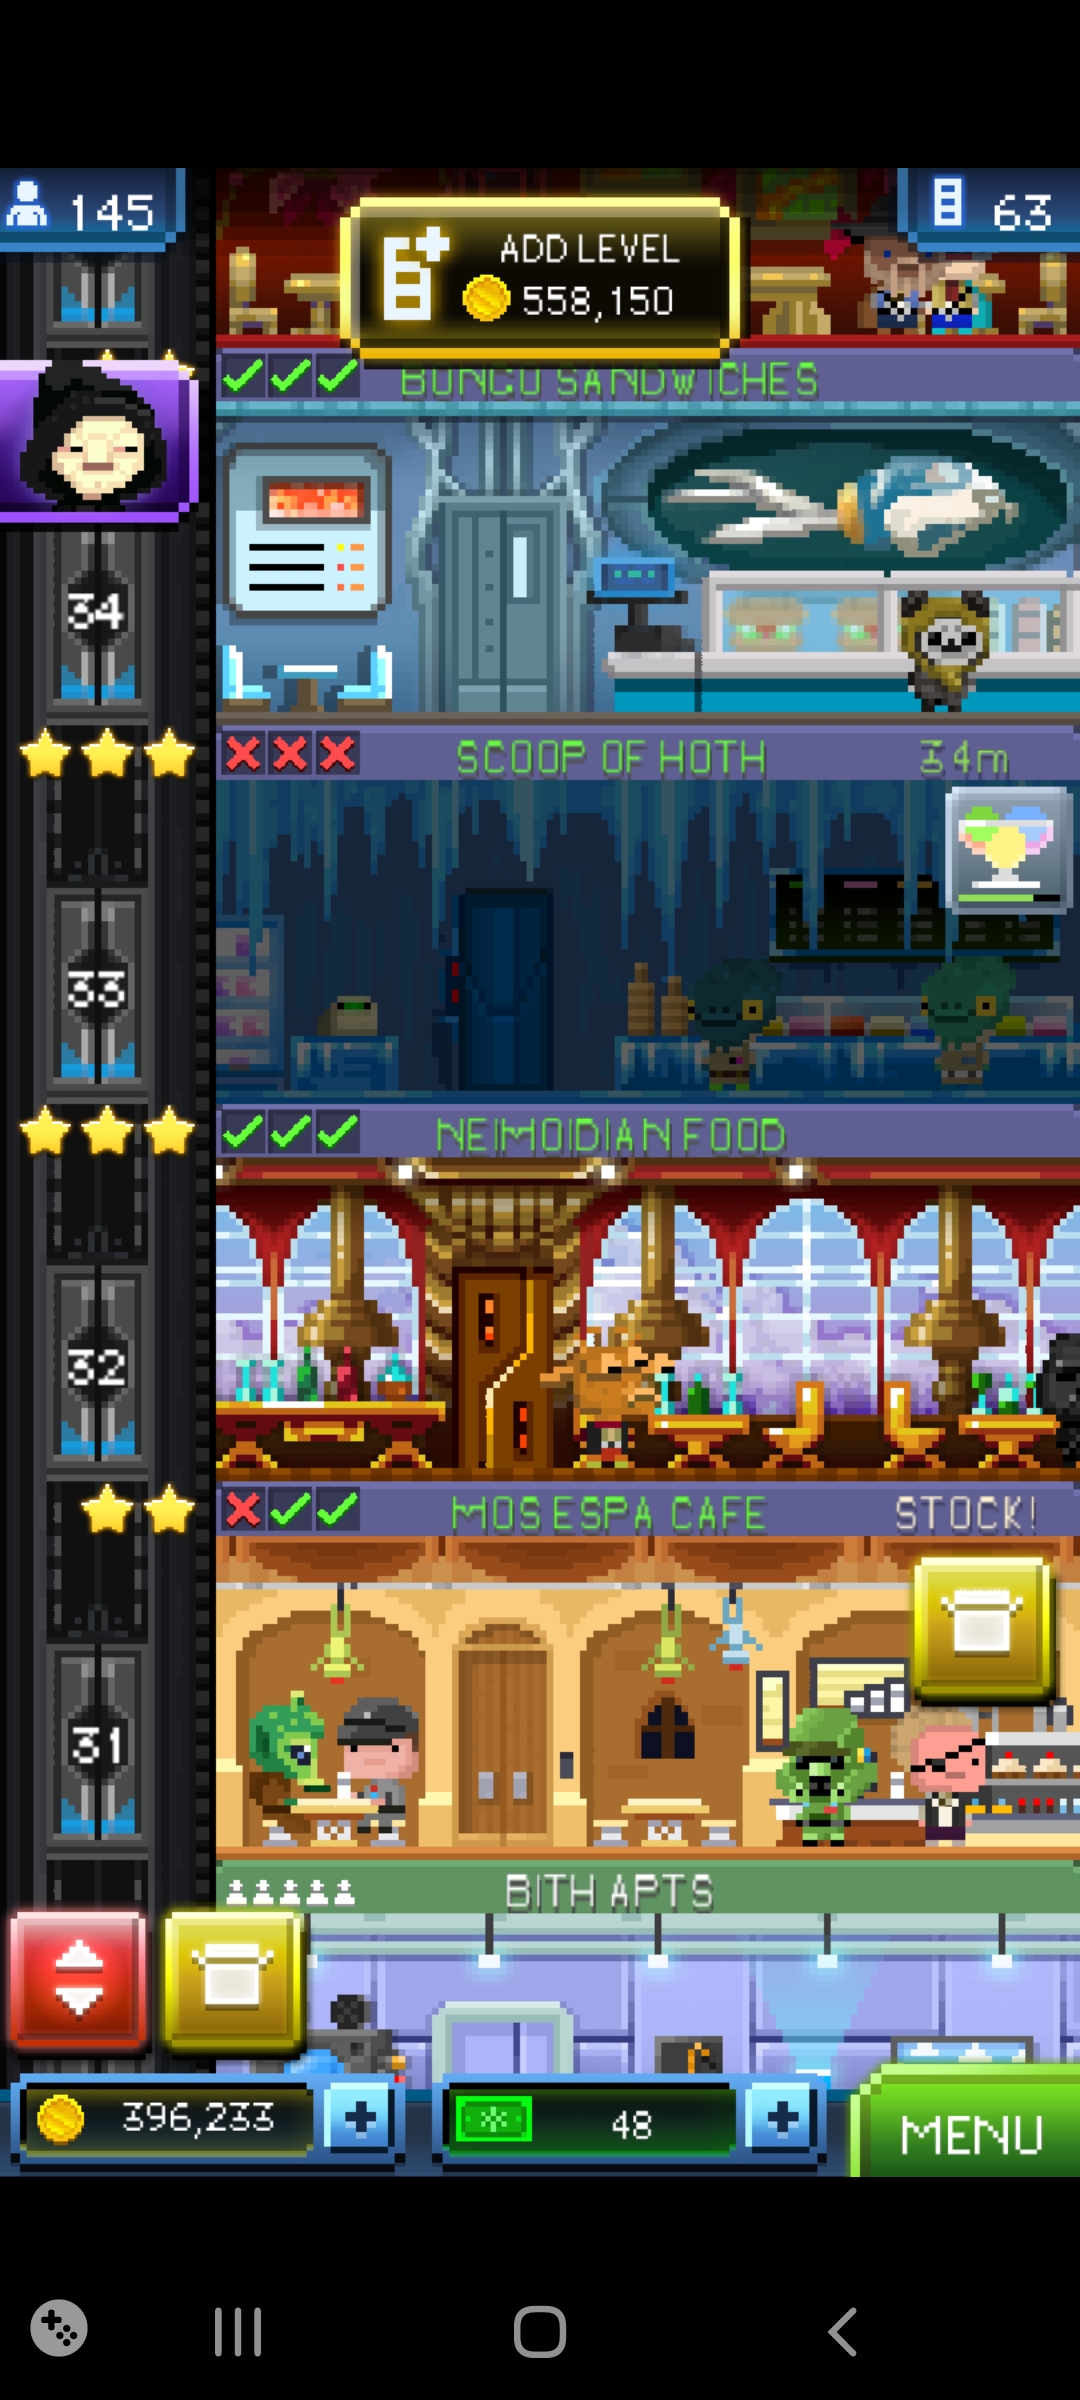 145
63
ADD LEVEL
558,150
BUNGO SANDWICHES
34
SCOOP OF HOTH
34m
33
NEIMOIDIAN FOOD
32
MOS ESPA CAFE
STOCK!
31
BITH APTS
396,233
48
MENU